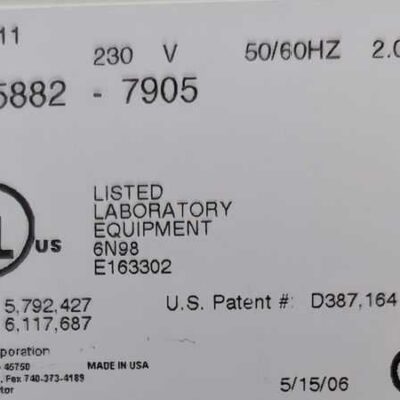 11
230 V 50/60HZ 2.0
5882 - 7905
LISTED
LABORATORY
EQUIPMENT
US
6N98
E163302
5,792,427 U.S. Patent #: D387,164
6,117,687
rporation
45750 MADE IN USA
, Fax 740-373-4189
tor 5/15/06